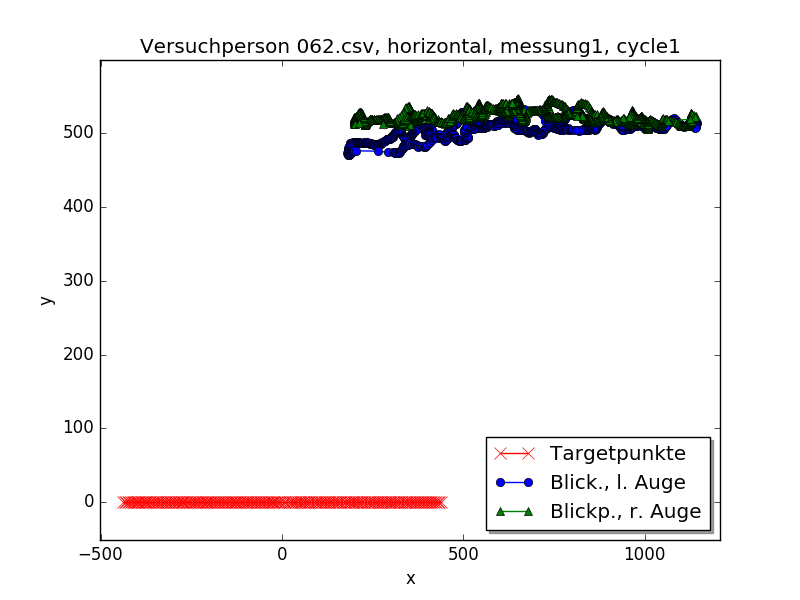 Versuchperson 062.csv, horizontal, messung1, cycle1
500
400
300
200
100
0
y
−500 0 500 1000
x
Targetpunkte
Blick., l. Auge
Blickp., r. Auge